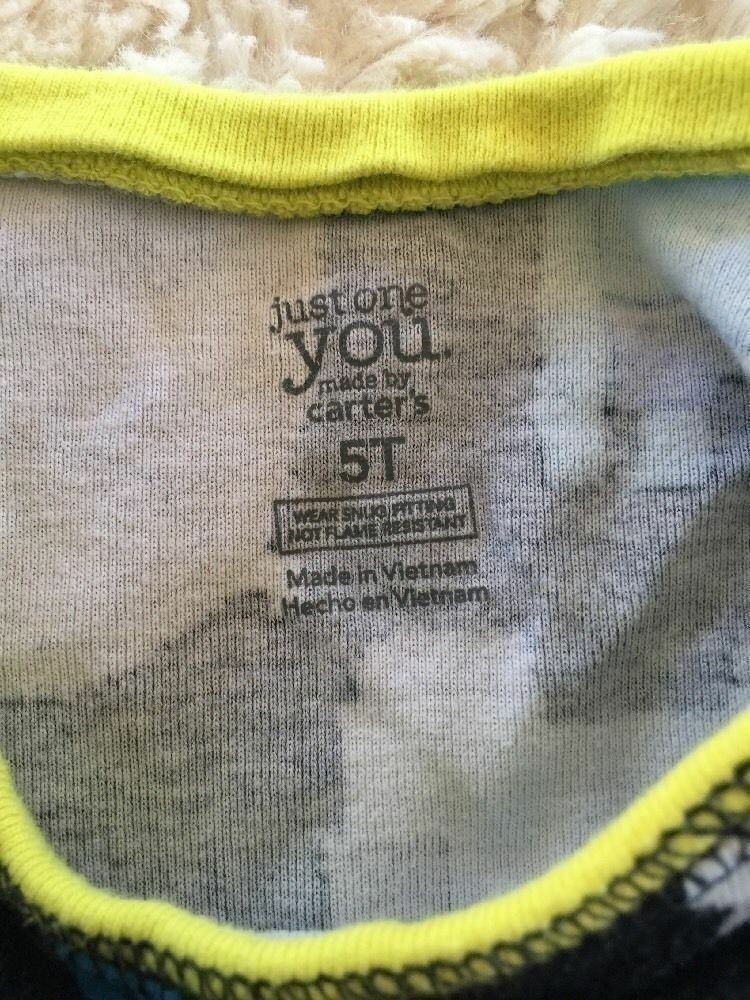 just one
you.
made by
carter's
5T
WEAR SNUG FITTING
NOT FLAME RESISTANT
Made in Vietnam
Hecho en Vietnam